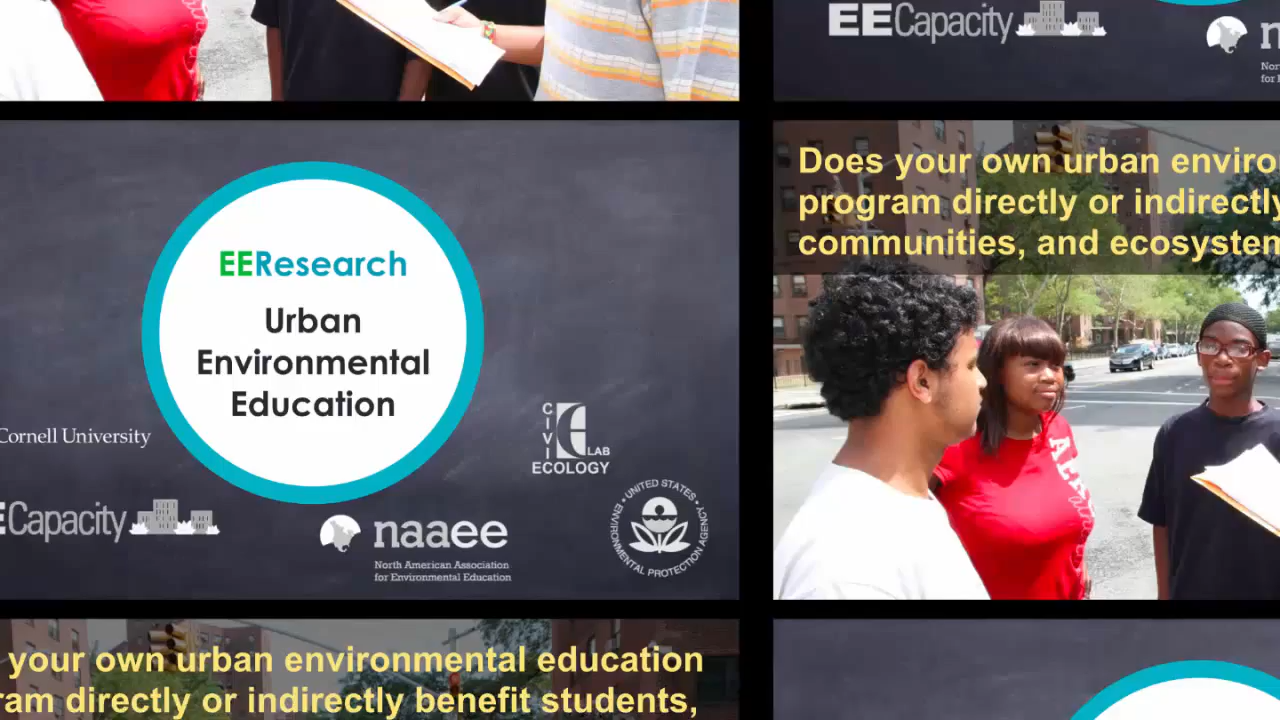 EECapacity
Does your own urban enviro
program directly or indirectly
communities, and ecosystem
EEResearch
Urban
Environmental
Education
Cornell University
CIVIC
LAB
ECOLOGY
ECapacity
naaee
North American Association
for Environmental Education
UNITED STATES
ENVIRONMENTAL PROTECTION AGENCY
your own urban environmental education
ram directly or indirectly benefit students,